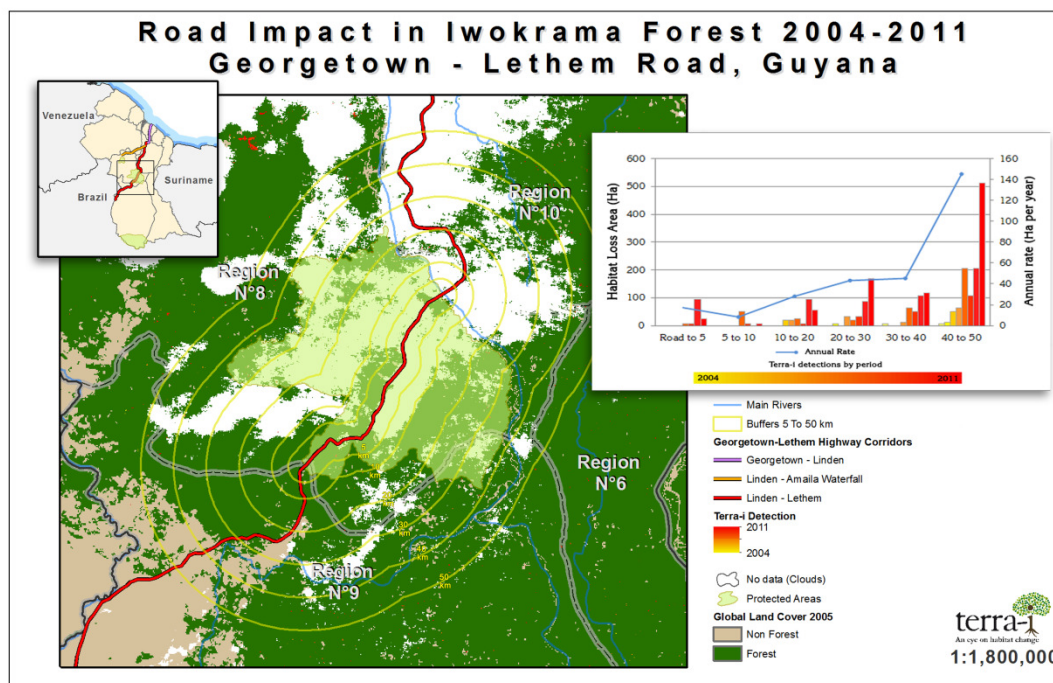 Road Impact in Iwokrama Forest 2004-2011
Georgetown - Lethem Road, Guyana
Venezuela
Suriname
Brazil
Region
N°10
Region
N°8
Region
N°6
Region
N°9
30
km
km
50
km
600
500
400
300
200
100
0
Habitat Loss Area (Ha)
160
140
120
100
80
60
40
20
0
Annual rate (Ha per year)
Road to 5
5 to 10
10 to 20
20 to 30
30 to 40
40 to 50
Annual Rate
Terra-i detections by period
2004
2011
Main Rivers
Buffers 5 To 50 km
Georgetown-Lethem Highway Corridors
Georgetown - Linden
Linden - Amaila Waterfall
Linden - Lethem
Terra-i Detection
2011
2004
No data (Clouds)
Protected Areas
Global Land Cover 2005
Non Forest
Forest
terra-i
An eye on habitat change
1:1,800,000